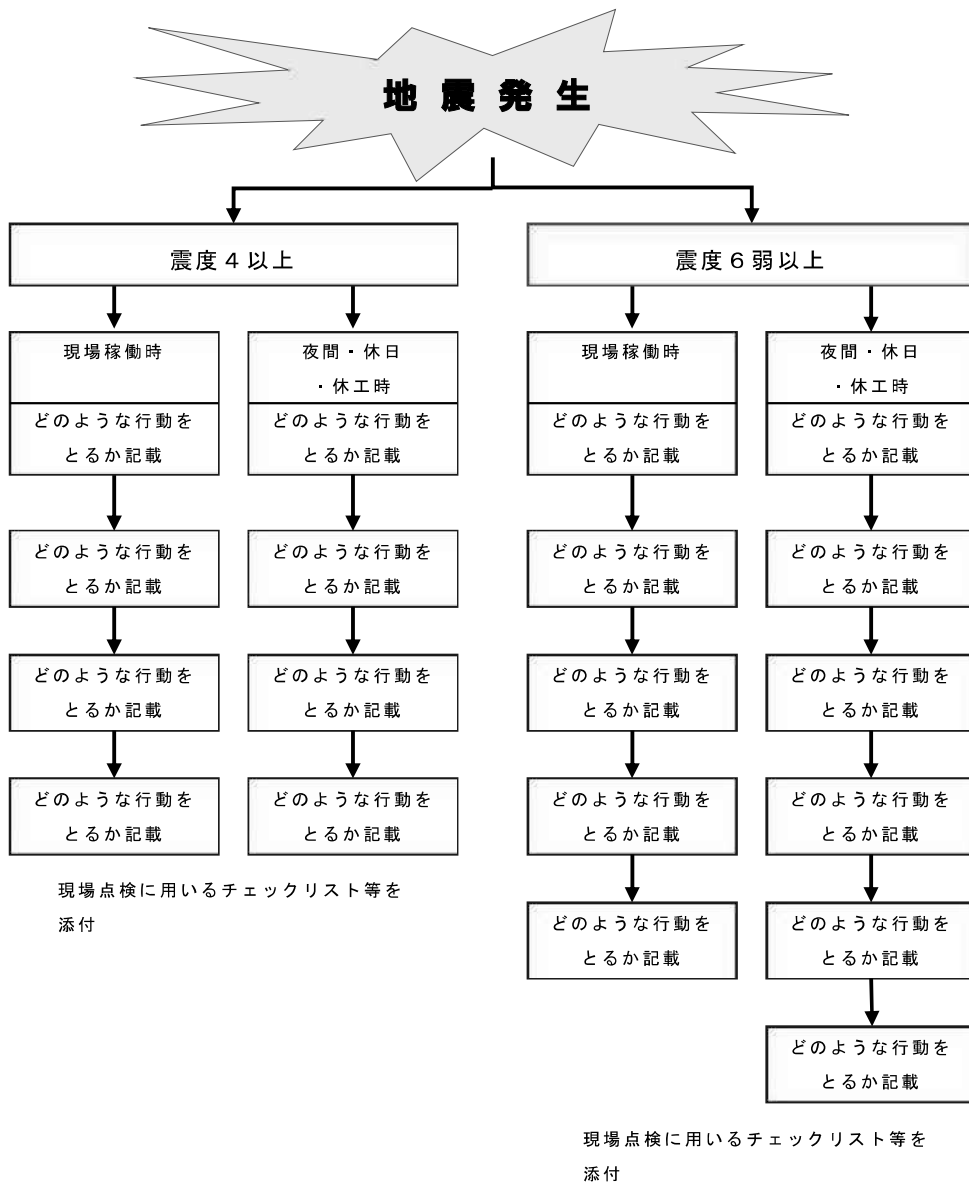 地震発生
震度４以上
震度６弱以上
現場稼働時
夜間・休日
・休工時
現場稼働時
夜間・休日
・休工時
どのような行動を
とるか記載
どのような行動を
とるか記載
どのような行動を
とるか記載
どのような行動を
とるか記載
どのような行動を
とるか記載
どのような行動を
とるか記載
どのような行動を
とるか記載
どのような行動を
とるか記載
どのような行動を
とるか記載
どのような行動を
とるか記載
どのような行動を
とるか記載
どのような行動を
とるか記載
どのような行動を
とるか記載
どのような行動を
とるか記載
どのような行動を
とるか記載
どのような行動を
とるか記載
現場点検に用いるチェックリスト等を
添付
どのような行動を
とるか記載
どのような行動を
とるか記載
どのような行動を
とるか記載
現場点検に用いるチェックリスト等を
添付